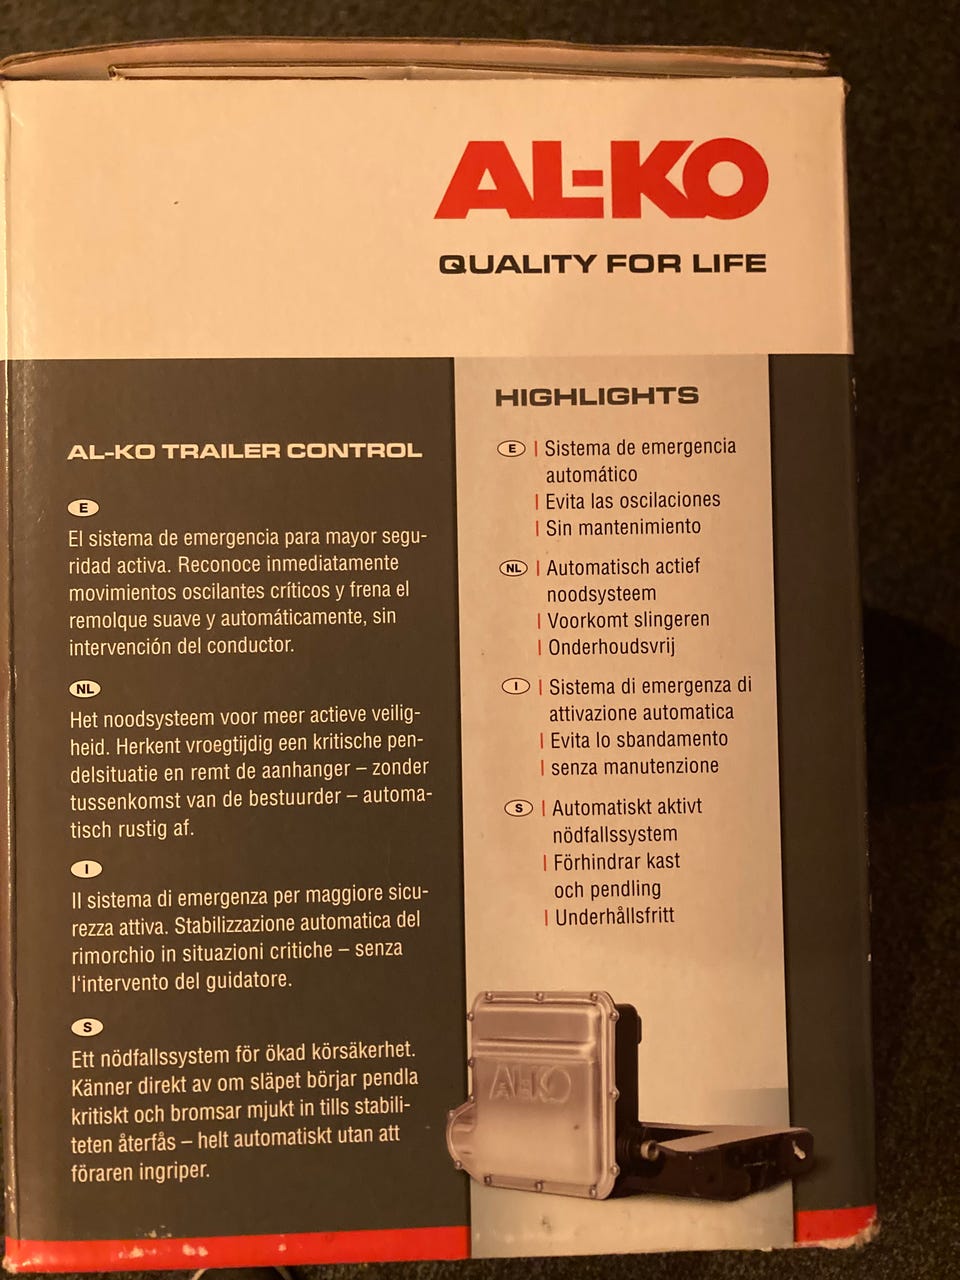 AL-KO
QUALITY FOR LIFE
AL-KO TRAILER CONTROL
E
El sistema de emergencia para mayor segu-
ridad activa. Reconoce inmediatamente
movimientos oscilantes críticos y frena el
remolque suave y automáticamente, sin
intervención del conductor.
NL
Het noodsysteem voor meer actieve veilig-
heid. Herkent vroegtijdig een kritische pen-
delsituatie en remt de aanhanger – zonder
tussenkomst van de bestuurder – automa-
tisch rustig af.
I
Il sistema di emergenza per maggiore sicu-
rezza attiva. Stabilizzazione automatica del
rimorchio in situazioni critiche – senza
l'intervento del guidatore.
S
Ett nödfallssystem för ökad körsäkerhet.
Känner direkt av om släpet börjar pendla
kritiskt och bromsar mjukt in tills stabili-
teten återfås – helt automatiskt utan att
föraren ingriper.
HIGHLIGHTS
E | Sistema de emergencia
automático
| Evita las oscilaciones
| Sin mantenimiento
NL | Automatisch actief
noodsysteem
| Voorkomt slingeren
| Onderhoudsvrij
I | Sistema di emergenza di
attivazione automatica
| Evita lo sbandamento
| senza manutenzione
S | Automatiskt aktivt
nödfallssystem
| Förhindrar kast
och pendling
| Underhållsfritt
AL-KO